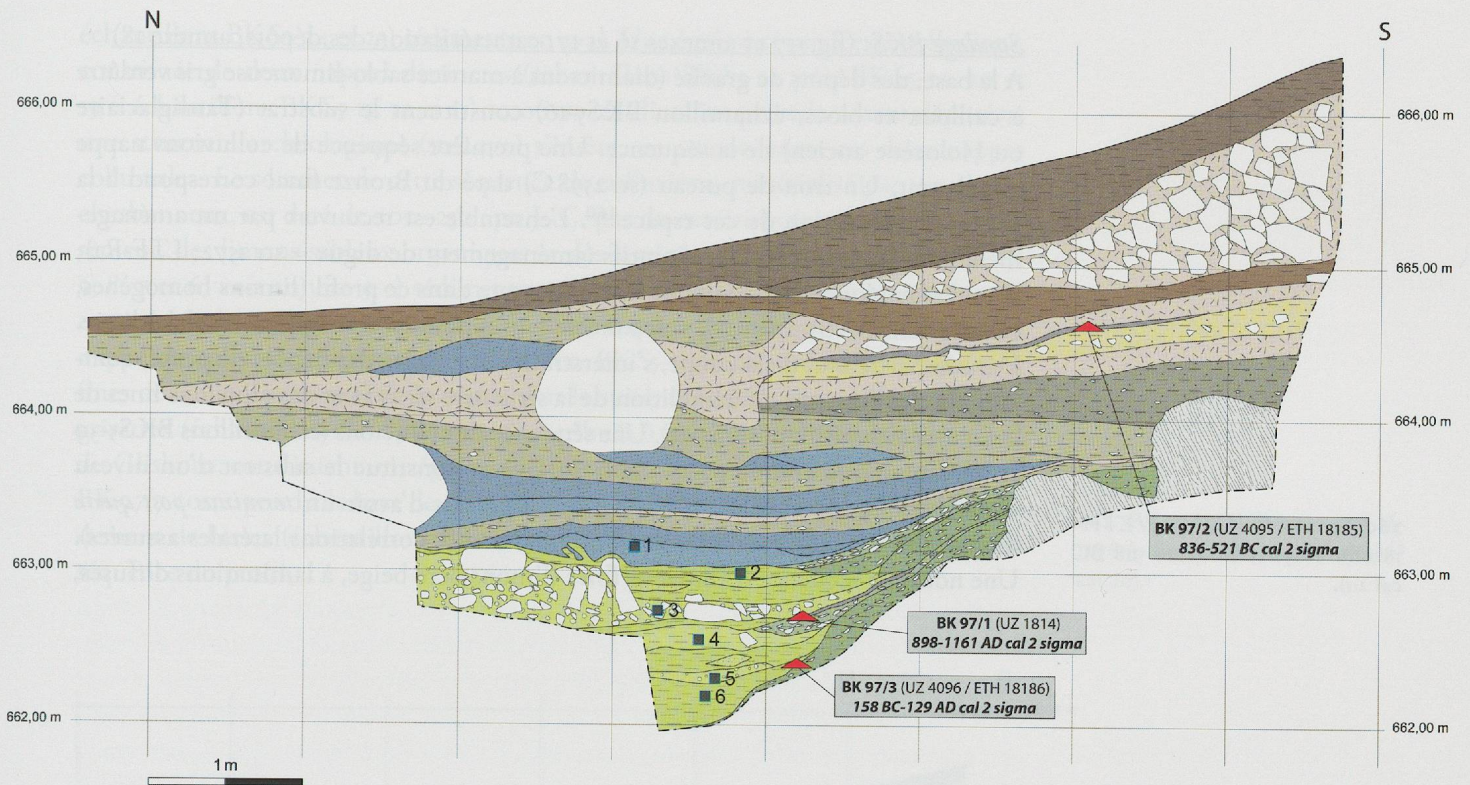 N
S
666,00 m
666,00 m
665,00 m
665,00 m
664,00 m
664,00 m
BK 97/2 (UZ 4095 / ETH 18185)
836-521 BC cal 2 sigma
1
663,00 m
2
663,00 m
3
BK 97/1 (UZ 1814)
898-1161 AD cal 2 sigma
4
5
BK 97/3 (UZ 4096 / ETH 18186)
158 BC-129 AD cal 2 sigma
6
662,00 m
662,00 m
1 m